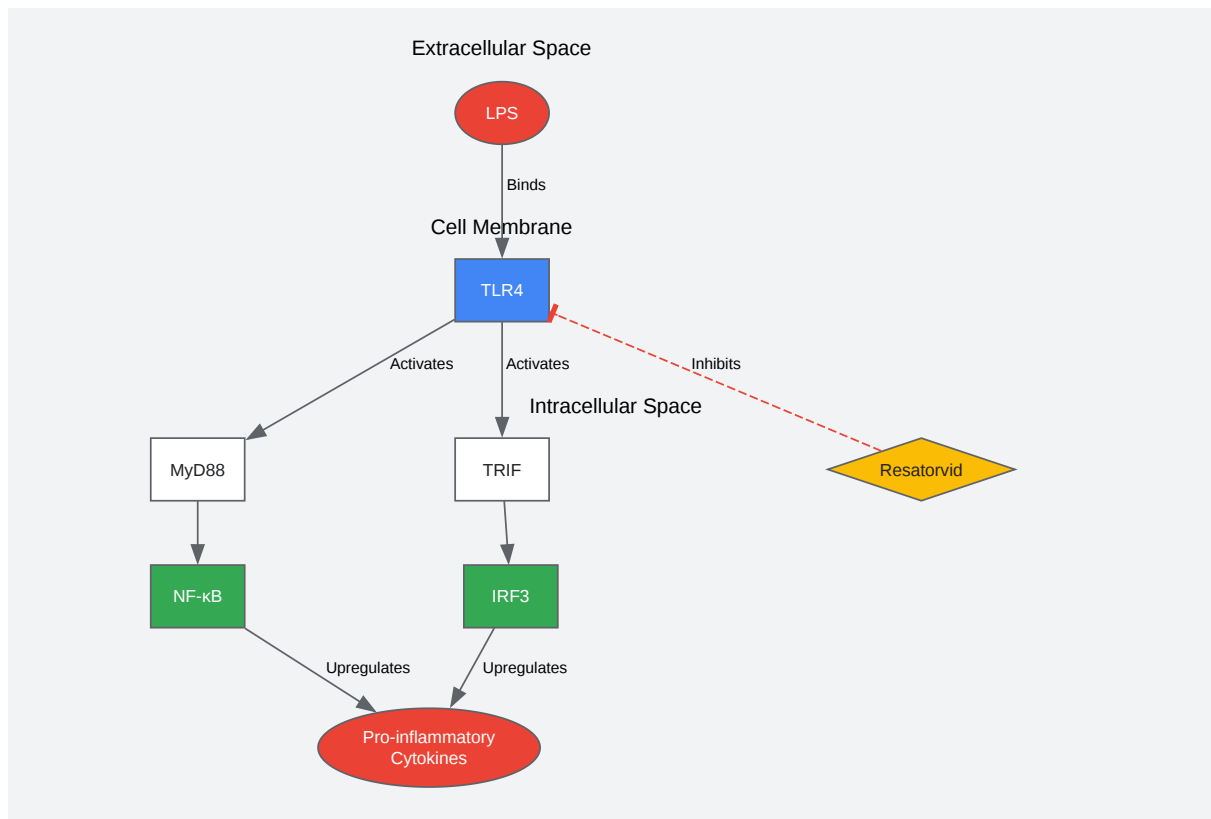 Extracellular Space
LPS
Binds
Cell Membrane
TLR4
Activates
Activates
Inhibits
Intracellular Space
MyD88
TRIF
Resatorvid
NF-κB
IRF3
Upregulates
Upregulates
Pro-inflammatory
Cytokines